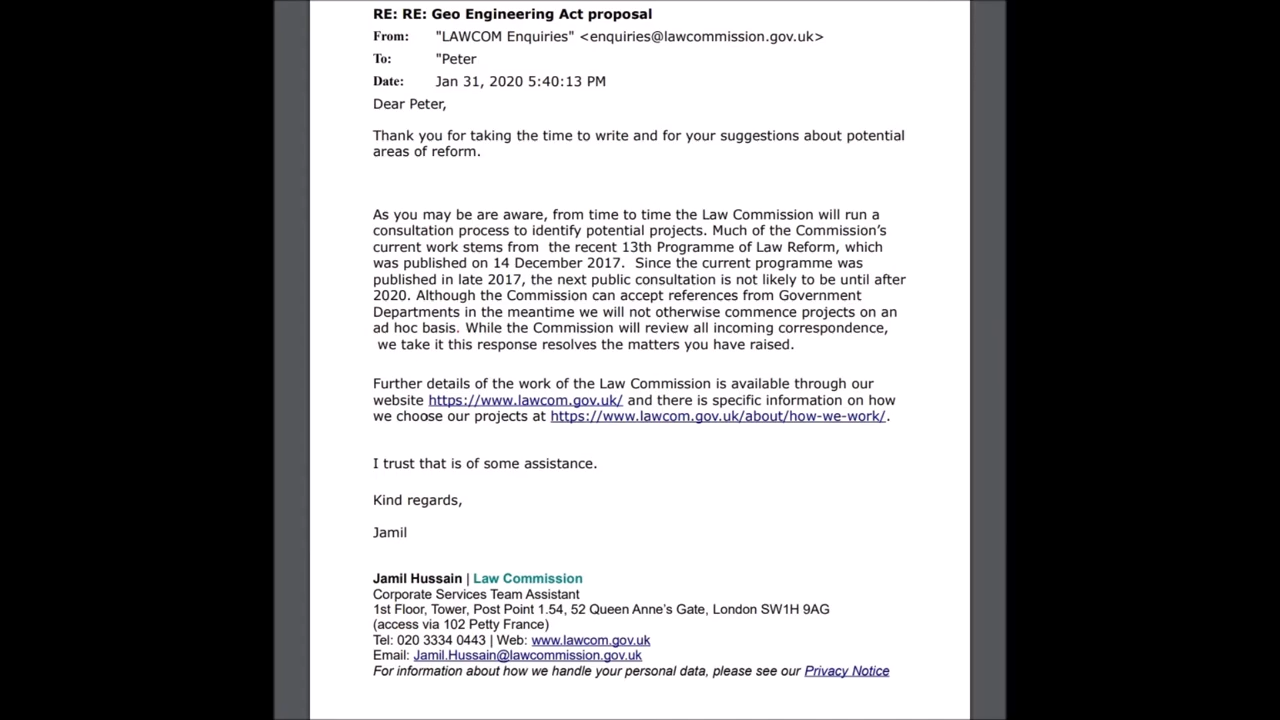 RE: RE: Geo Engineering Act proposal
From: "LAWCOM Enquiries" <enquiries@lawcommission.gov.uk>
To: "Peter
Date: Jan 31, 2020 5:40:13 PM
Dear Peter,
Thank you for taking the time to write and for your suggestions about potential
areas of reform.
As you may be are aware, from time to time the Law Commission will run a
consultation process to identify potential projects. Much of the Commission’s
current work stems from  the recent 13th Programme of Law Reform, which
was published on 14 December 2017.  Since the current programme was
published in late 2017, the next public consultation is not likely to be until after
2020. Although the Commission can accept references from Government
Departments in the meantime we will not otherwise commence projects on an
ad hoc basis. While the Commission will review all incoming correspondence,
we take it this response resolves the matters you have raised.
Further details of the work of the Law Commission is available through our
website https://www.lawcom.gov.uk/ and there is specific information on how
we choose our projects at https://www.lawcom.gov.uk/about/how-we-work/.
I trust that is of some assistance.
Kind regards,
Jamil
Jamil Hussain | Law Commission
Corporate Services Team Assistant
1st Floor, Tower, Post Point 1.54, 52 Queen Anne’s Gate, London SW1H 9AG
(access via 102 Petty France)
Tel: 020 3334 0443 | Web: www.lawcom.gov.uk
Email: Jamil.Hussain@lawcommission.gov.uk
For information about how we handle your personal data, please see our Privacy Notice